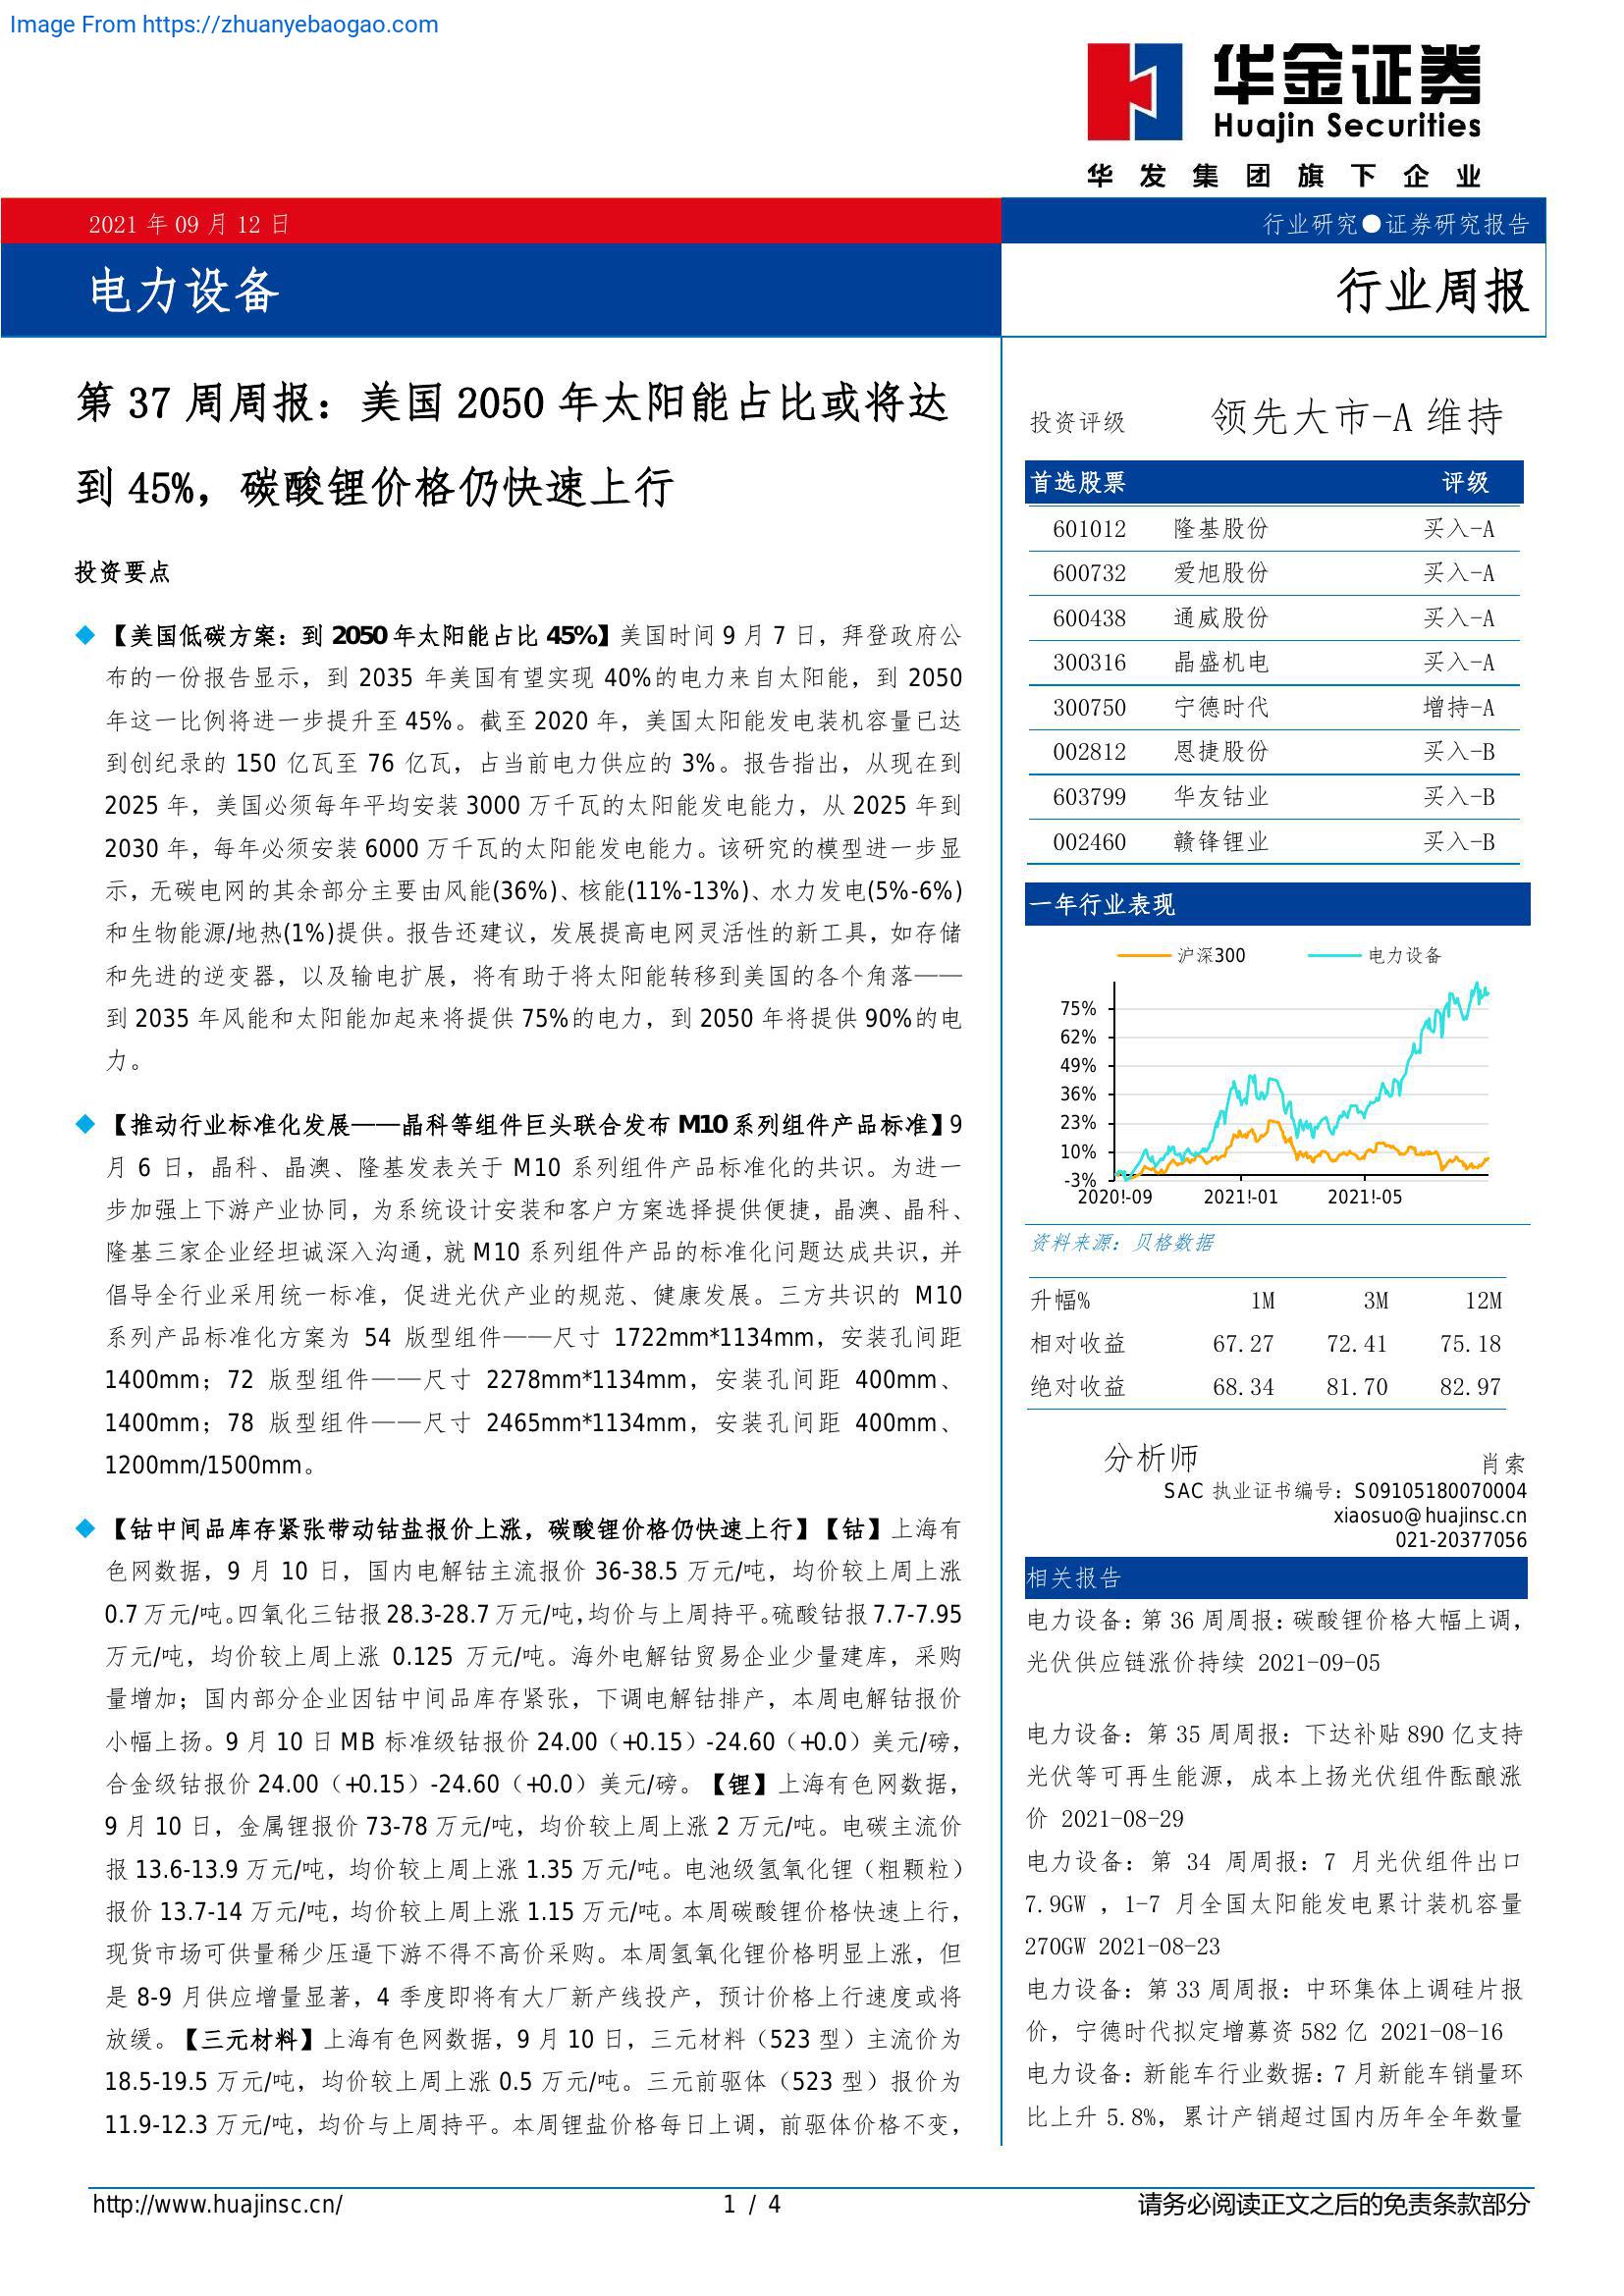 Image From https://zhuanyebaogao.com
华金证券
Huajin Securities
华发集团旗下企业
2021 年 09 月 12 日
行业研究●证券研究报告
电力设备
行业周报
第 37 周周报：美国 2050 年太阳能占比或将达
到 45%，碳酸锂价格仍快速上行
投资要点
◆ 【美国低碳方案：到 2050 年太阳能占比 45%】美国时间 9 月 7 日，拜登政府公
布的一份报告显示，到 2035 年美国有望实现 40%的电力来自太阳能，到 2050
年这一比例将进一步提升至 45%。截至 2020 年，美国太阳能发电装机容量已达
到创纪录的 150 亿瓦至 76 亿瓦，占当前电力供应的 3%。报告指出，从现在到
2025 年，美国必须每年平均安装 3000 万千瓦的太阳能发电能力，从 2025 年到
2030 年，每年必须安装 6000 万千瓦的太阳能发电能力。该研究的模型进一步显
示，无碳电网的其余部分主要由风能(36%)、核能(11%-13%)、水力发电(5%-6%)
和生物能源/地热(1%)提供。报告还建议，发展提高电网灵活性的新工具，如存储
和先进的逆变器，以及输电扩展，将有助于将太阳能转移到美国的各个角落——
到 2035 年风能和太阳能加起来将提供 75%的电力，到 2050 年将提供 90%的电
力。
◆ 【推动行业标准化发展——晶科等组件巨头联合发布 M10 系列组件产品标准】9
月 6 日，晶科、晶澳、隆基发表关于 M10 系列组件产品标准化的共识。为进一
步加强上下游产业协同，为系统设计安装和客户方案选择提供便捷，晶澳、晶科、
隆基三家企业经坦诚深入沟通，就 M10 系列组件产品的标准化问题达成共识，并
倡导全行业采用统一标准，促进光伏产业的规范、健康发展。三方共识的 M10
系列产品标准化方案为 54 版型组件——尺寸 1722mm*1134mm，安装孔间距
1400mm；72 版型组件——尺寸 2278mm*1134mm，安装孔间距 400mm、
1400mm；78 版型组件——尺寸 2465mm*1134mm，安装孔间距 400mm、
1200mm/1500mm。
◆ 【钴中间品库存紧张带动钴盐报价上涨，碳酸锂价格仍快速上行】【钴】上海有
色网数据，9 月 10 日，国内电解钴主流报价 36-38.5 万元/吨，均价较上周上涨
0.7 万元/吨。四氧化三钴报 28.3-28.7 万元/吨，均价与上周持平。硫酸钴报 7.7-7.95
万元/吨，均价较上周上涨 0.125 万元/吨。海外电解钴贸易企业少量建库，采购
量增加；国内部分企业因钴中间品库存紧张，下调电解钴排产，本周电解钴报价
小幅上扬。9 月 10 日 MB 标准级钴报价 24.00（+0.15）-24.60（+0.0）美元/磅，
合金级钴报价 24.00（+0.15）-24.60（+0.0）美元/磅。【锂】上海有色网数据，
9 月 10 日，金属锂报价 73-78 万元/吨，均价较上周上涨 2 万元/吨。电碳主流价
报 13.6-13.9 万元/吨，均价较上周上涨 1.35 万元/吨。电池级氢氧化锂（粗颗粒）
报价 13.7-14 万元/吨，均价较上周上涨 1.15 万元/吨。本周碳酸锂价格快速上行，
现货市场可供量稀少压逼下游不得不高价采购。本周氢氧化锂价格明显上涨，但
是 8-9 月供应增量显著，4 季度即将有大厂新产线投产，预计价格上行速度或将
放缓。【三元材料】上海有色网数据，9 月 10 日，三元材料（523 型）主流价为
18.5-19.5 万元/吨，均价较上周上涨 0.5 万元/吨。三元前驱体（523 型）报价为
11.9-12.3 万元/吨，均价与上周持平。本周锂盐价格每日上调，前驱体价格不变，
投资评级 领先大市-A 维持
首选股票 评级
601012 隆基股份 买入-A
600732 爱旭股份 买入-A
600438 通威股份 买入-A
300316 晶盛机电 买入-A
300750 宁德时代 增持-A
002812 恩捷股份 买入-B
603799 华友钴业 买入-B
002460 赣锋锂业 买入-B
一年行业表现
沪深300 电力设备
75%
62%
49%
36%
23%
10%
-3%
2020!-09 2021!-01 2021!-05
资料来源：贝格数据
升幅% 1M 3M 12M
相对收益 67.27 72.41 75.18
绝对收益 68.34 81.70 82.97
分析师 肖索
SAC 执业证书编号：S09105180070004
xiaosuo@huajinsc.cn
021-20377056
相关报告
电力设备：第 36 周周报：碳酸锂价格大幅上调，
光伏供应链涨价持续 2021-09-05
电力设备：第 35 周周报：下达补贴 890 亿支持
光伏等可再生能源，成本上扬光伏组件酝酿涨
价 2021-08-29
电力设备：第 34 周周报：7 月光伏组件出口
7.9GW ，1-7 月全国太阳能发电累计装机容量
270GW 2021-08-23
电力设备：第 33 周周报：中环集体上调硅片报
价，宁德时代拟定增募资 582 亿 2021-08-16
电力设备：新能车行业数据：7 月新能车销量环
比上升 5.8%，累计产销超过国内历年全年数量
http://www.huajinsc.cn/
1 / 4
请务必阅读正文之后的免责条款部分